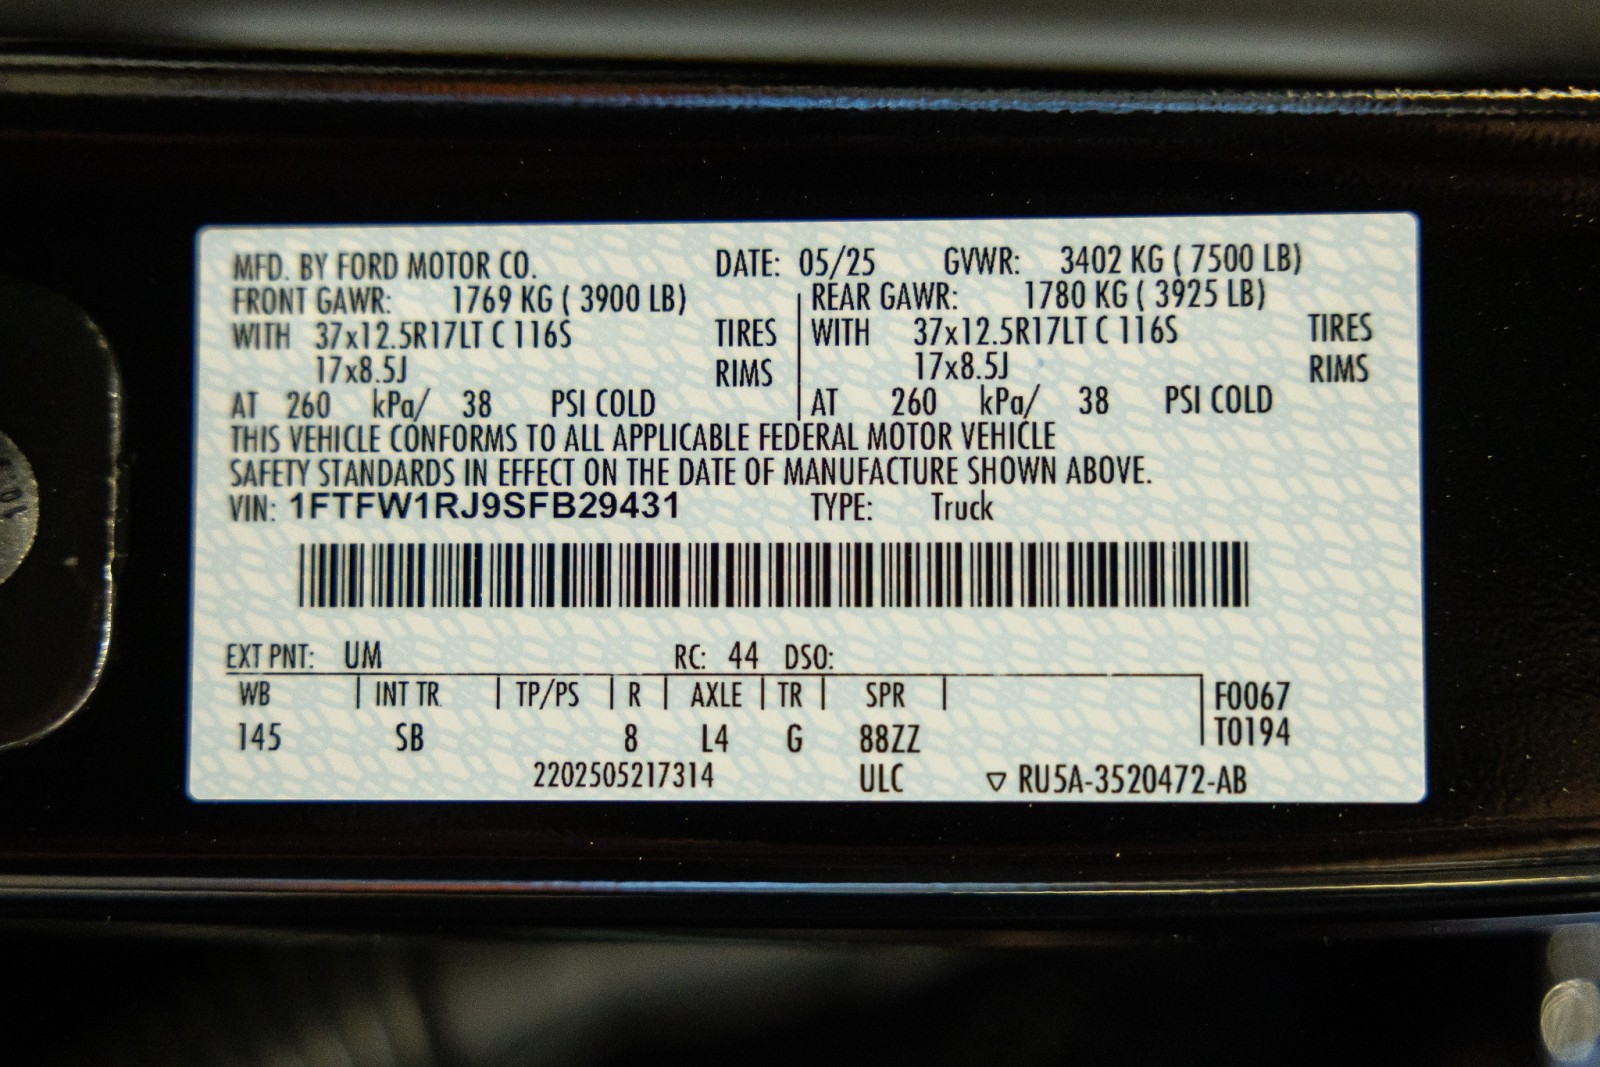 MFD. BY FORD MOTOR CO. DATE: 05/25 GVWR: 3402 KG ( 7500 LB)
FRONT GAWR: 1769 KG ( 3900 LB) REAR GAWR: 1780 KG ( 3925 LB)
WITH 37x12.5R17LT C 116S TIRES WITH 37x12.5R17LT C 116S TIRES
17x8.5J RIMS 17x8.5J RIMS
AT 260 kPa/ 38 PSI COLD AT 260 kPa/ 38 PSI COLD
THIS VEHICLE CONFORMS TO ALL APPLICABLE FEDERAL MOTOR VEHICLE
SAFETY STANDARDS IN EFFECT ON THE DATE OF MANUFACTURE SHOWN ABOVE.
VIN: 1FTFW1RJ9SFB29431 TYPE: Truck
EXT PNT: UM RC: 44 DSO:
WB INT TR TP/PS R AXLE TR SPR F0067
145 SB 8 L4 G 88ZZ T0194
2202505217314 ULC ▽ RU5A-3520472-AB